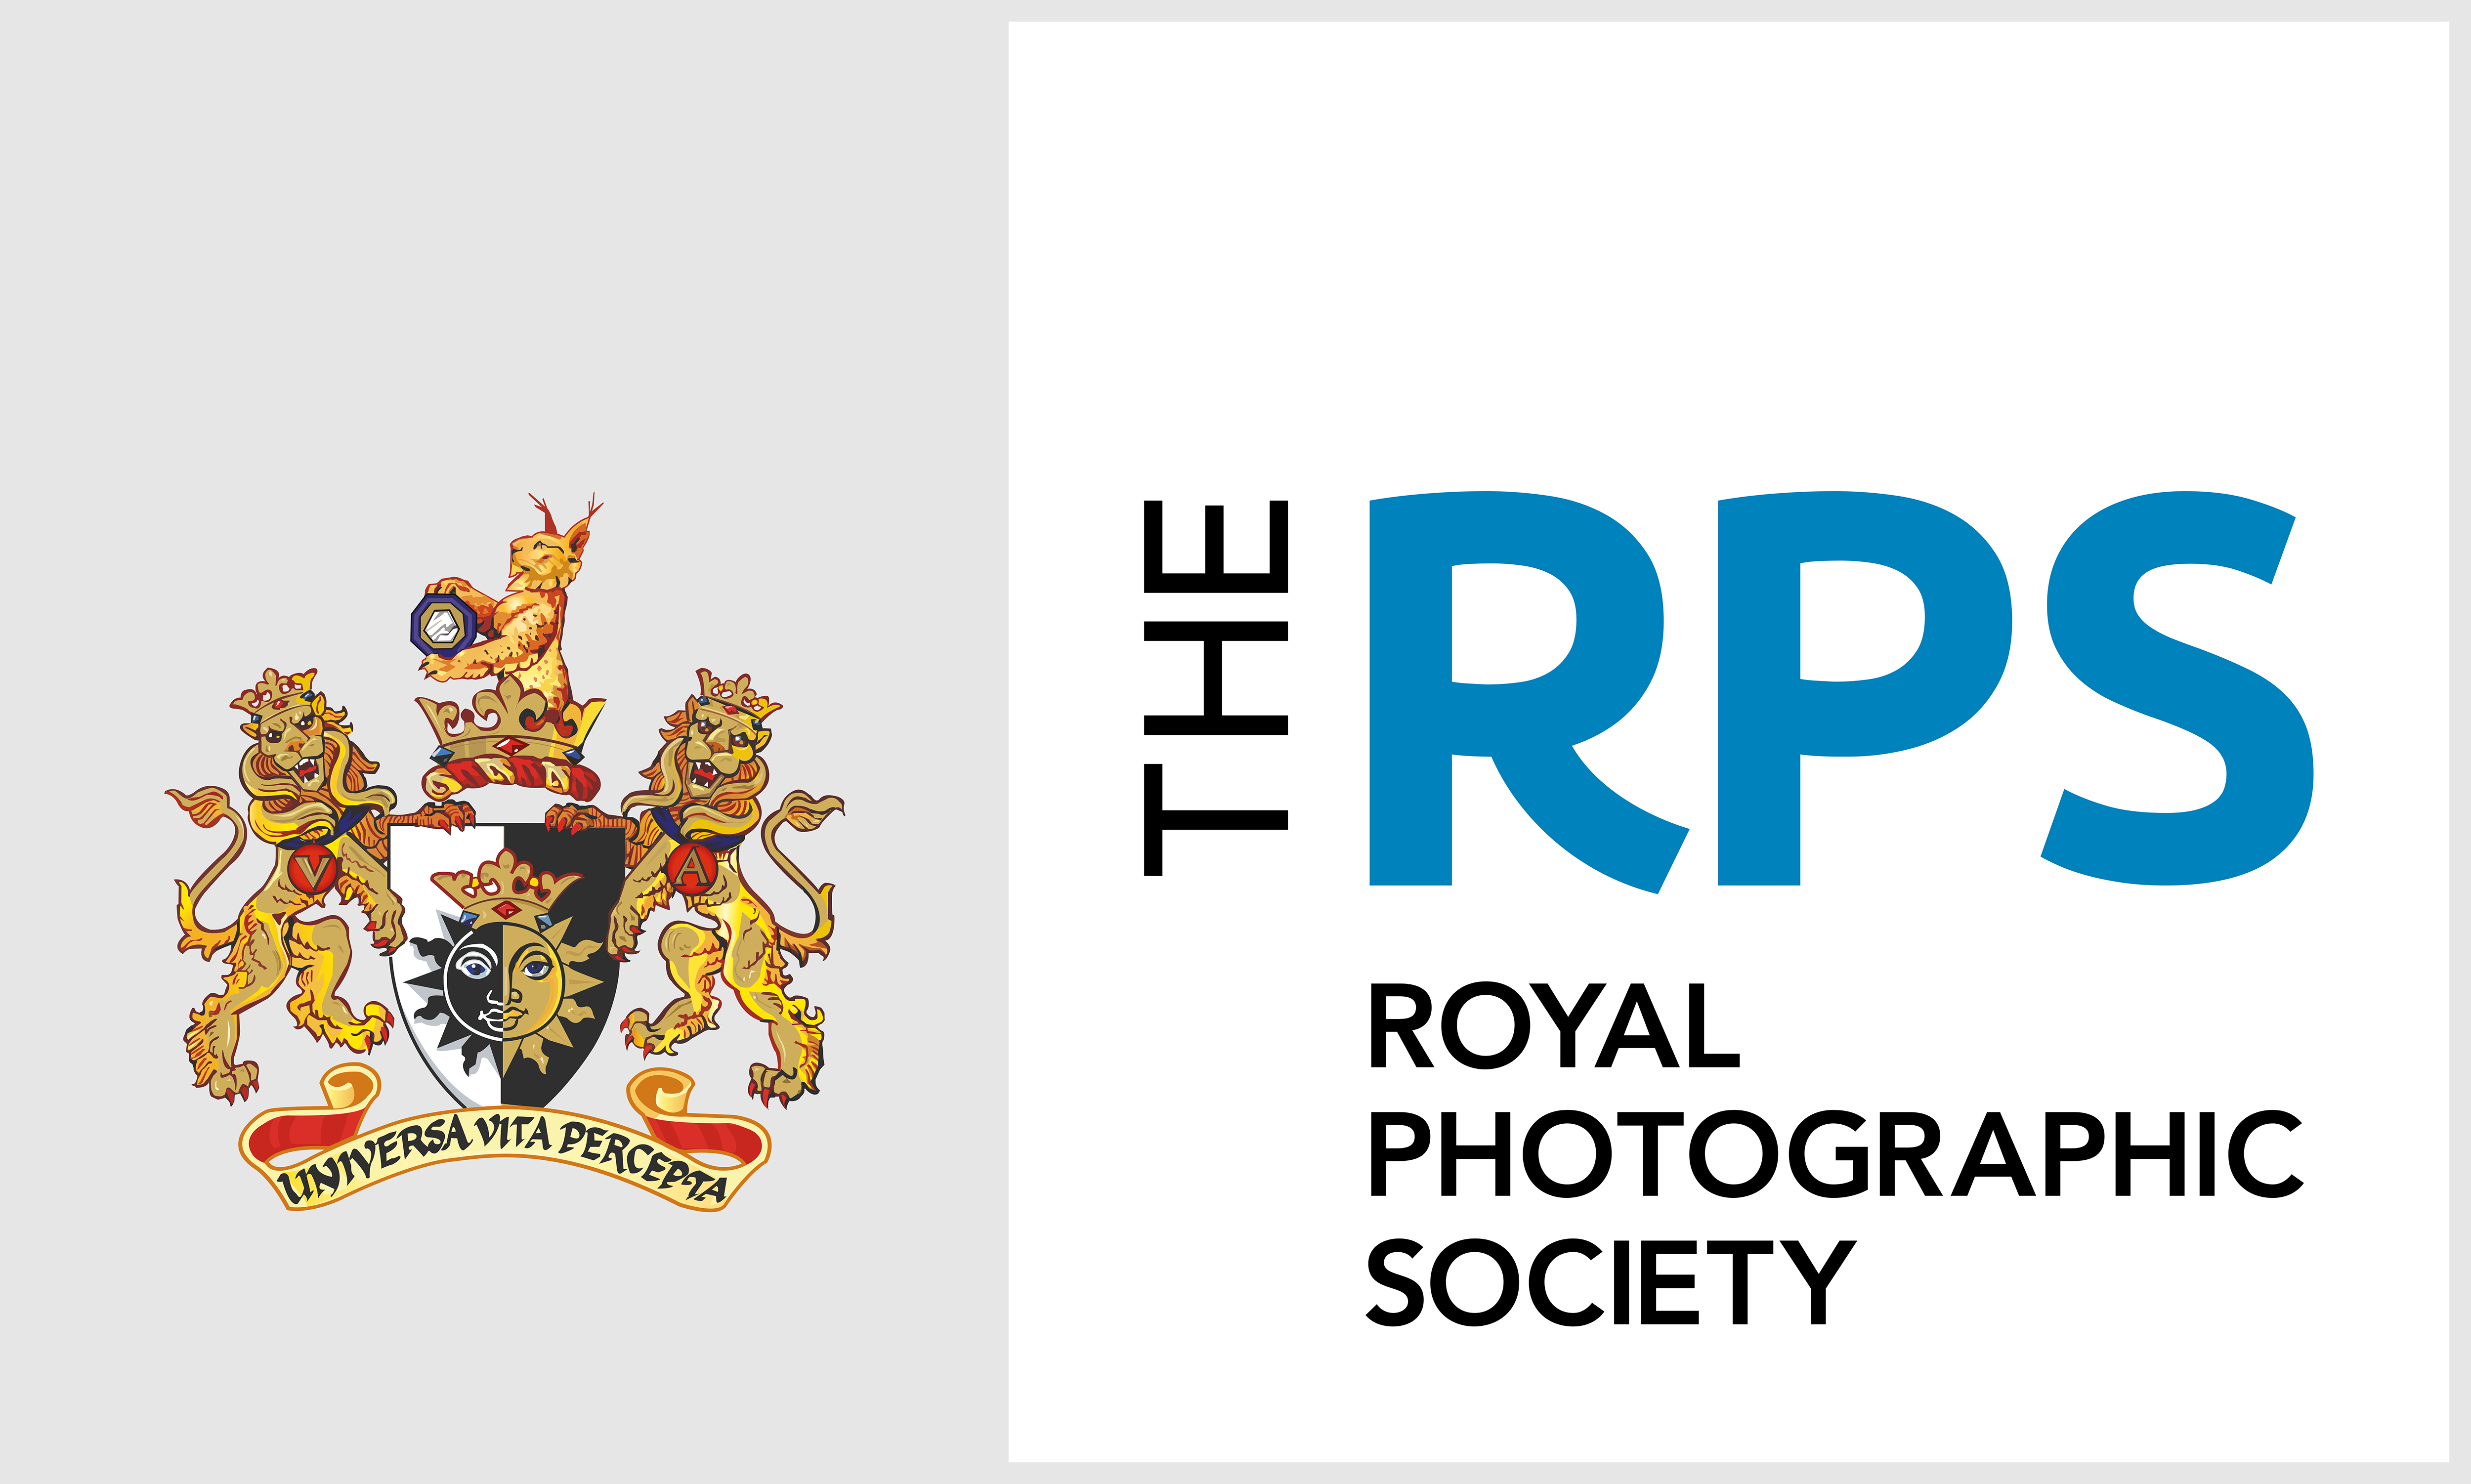 V
A
UNIVERSA VITA PERCEPTA
THE
RPS
ROYAL
PHOTOGRAPHIC
SOCIETY